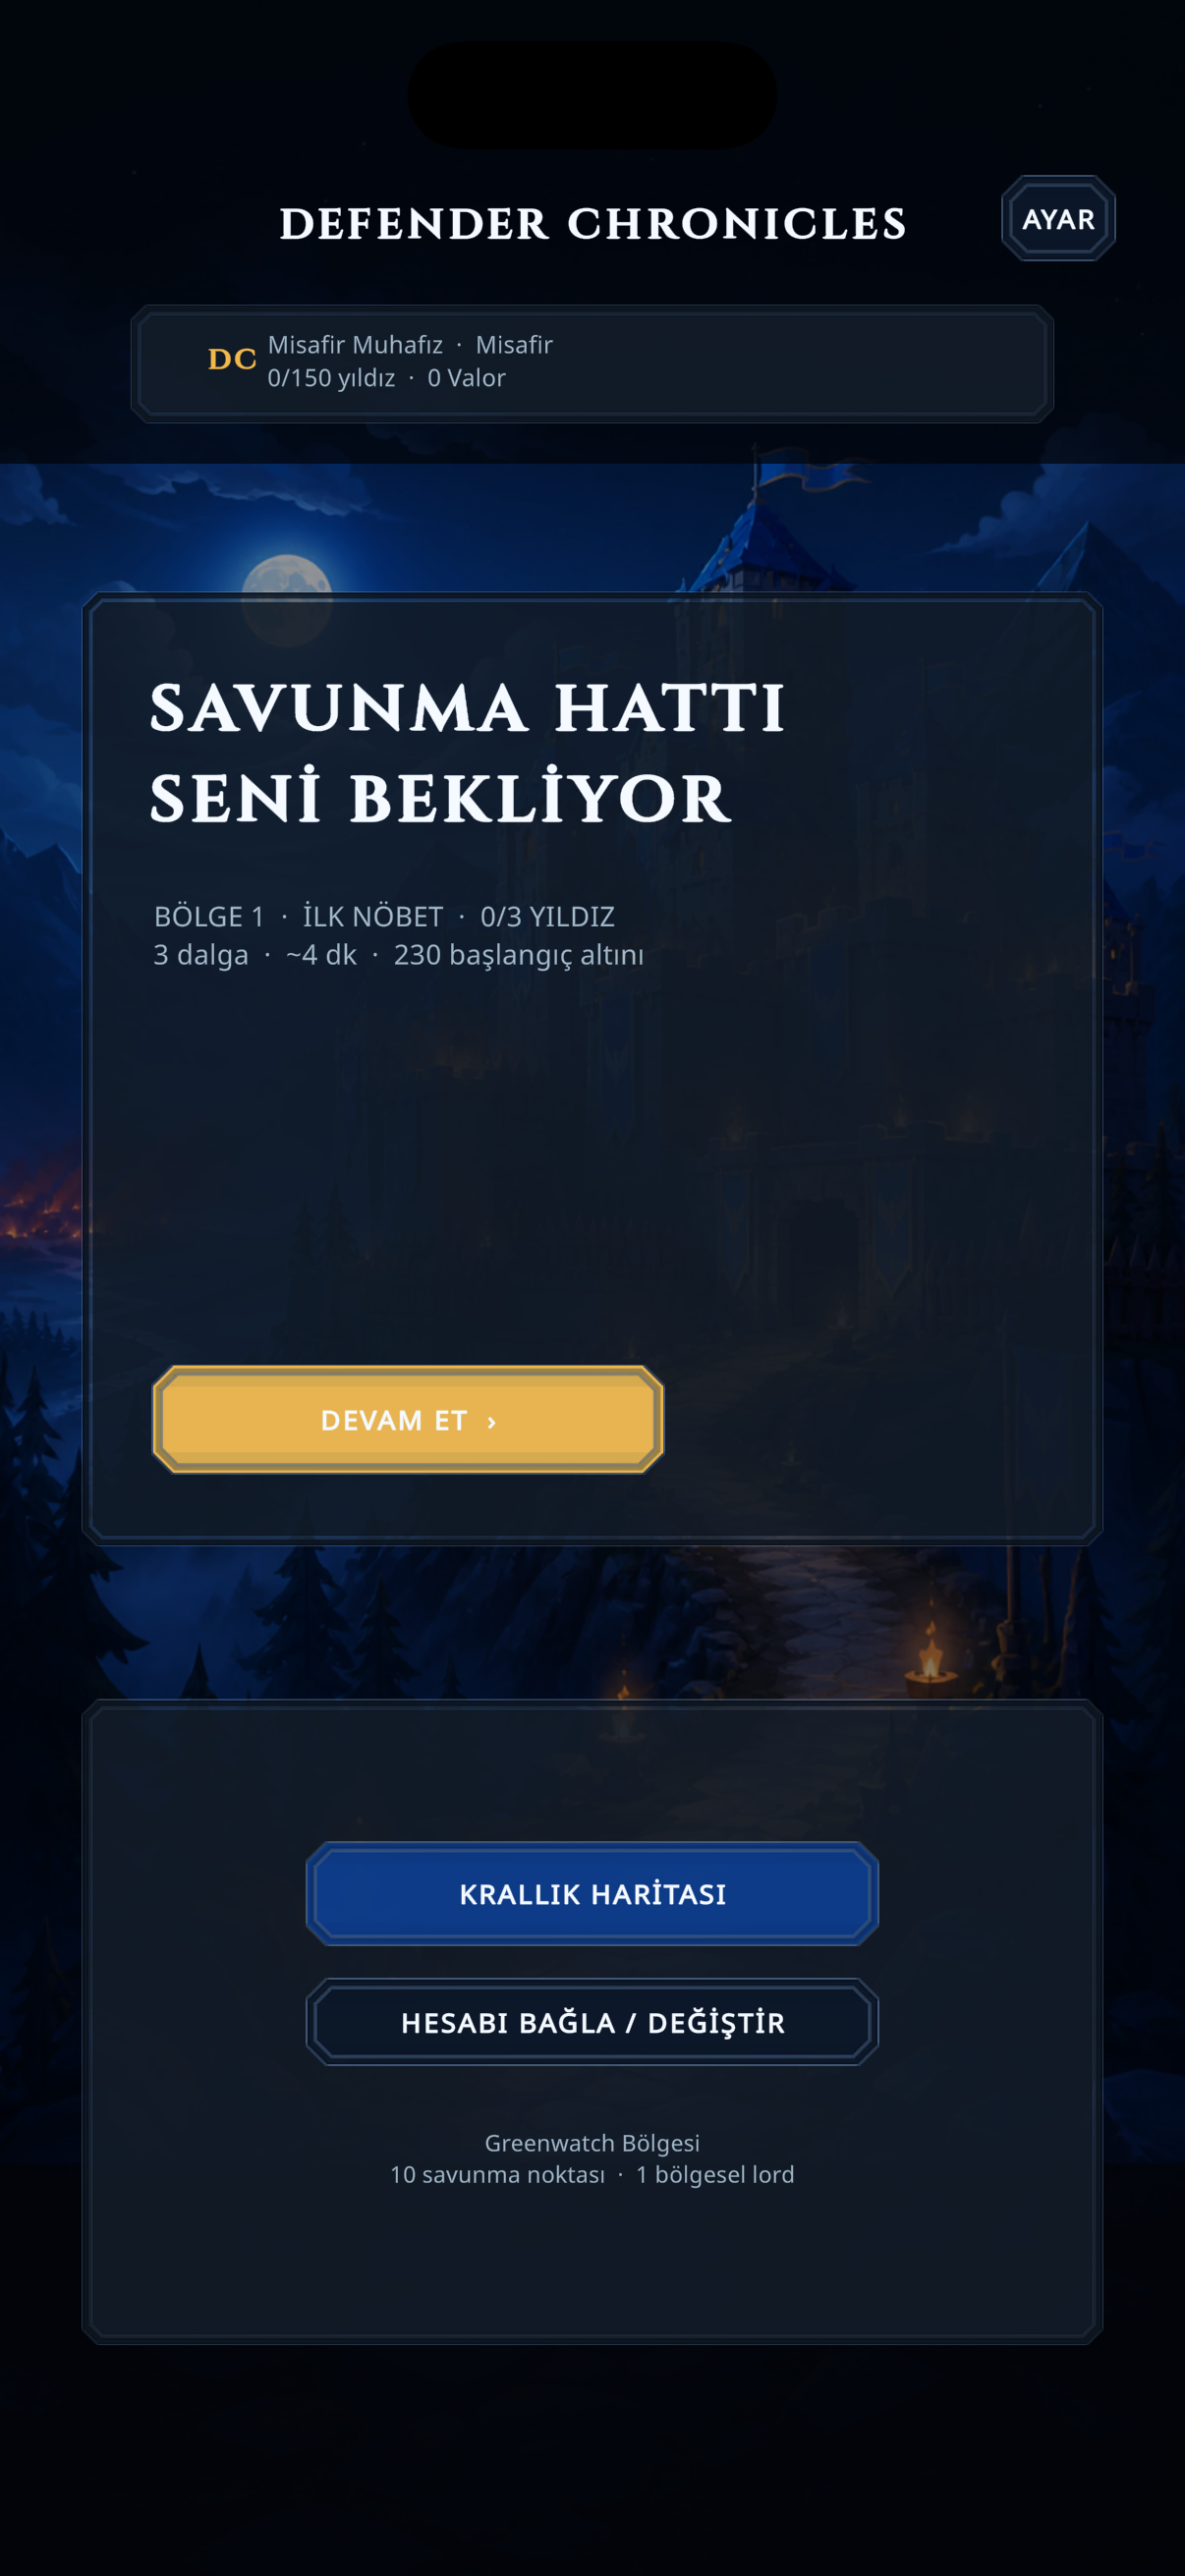 DEFENDER CHRONICLES
AYAR
DC
Misafir Muhafız · Misafir
0/150 yıldız · 0 Valor
SAVUNMA HATTI
SENİ BEKLİYOR
BÖLGE 1 · İLK NÖBET · 0/3 YILDIZ
3 dalga · ~4 dk · 230 başlangıç altını
DEVAM ET ›
KRALLIK HARİTASI
HESABI BAĞLA / DEĞİŞTİR
Greenwatch Bölgesi
10 savunma noktası · 1 bölgesel lord